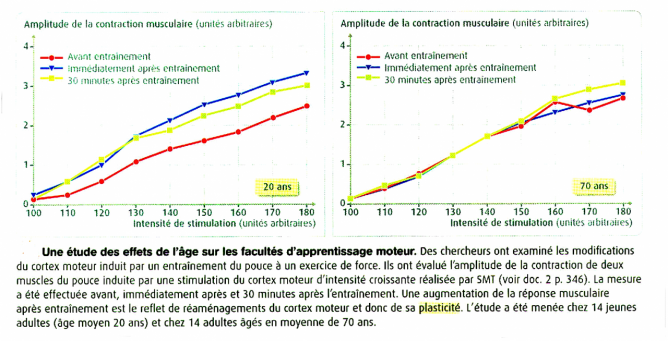 Amplitude de la contraction musculaire (unités arbitraires)
4
3
2
1
0
Avant entraînement
Immédiatement après entraînement
30 minutes après entraînement
20 ans
100 110 120 130 140 150 160 170 180
Intensité de stimulation (unités arbitraires)
Amplitude de la contraction musculaire (unités arbitraires)
4
3
2
1
0
Avant entraînement
Immédiatement après entraînement
30 minutes après entraînement
70 ans
100 110 120 130 140 150 160 170 180
Intensité de stimulation (unités arbitraires)
Une étude des effets de l'âge sur les facultés d'apprentissage moteur. Des chercheurs ont examiné les modifications
du cortex moteur induit par un entraînement du pouce à un exercice de force. Ils ont évalué l'amplitude de la contraction de deux
muscles du pouce induite par une stimulation du cortex moteur d'intensité croissante réalisée par SMT (voir doc. 2 p. 346). La mesure
a été effectuée avant, immédiatement après et 30 minutes après l'entraînement. Une augmentation de la réponse musculaire
après entraînement est le reflet de réaménagements du cortex moteur et donc de sa plasticité. L'étude a été menée chez 14 jeunes
adultes (âge moyen 20 ans) et chez 14 adultes âgés en moyenne de 70 ans.